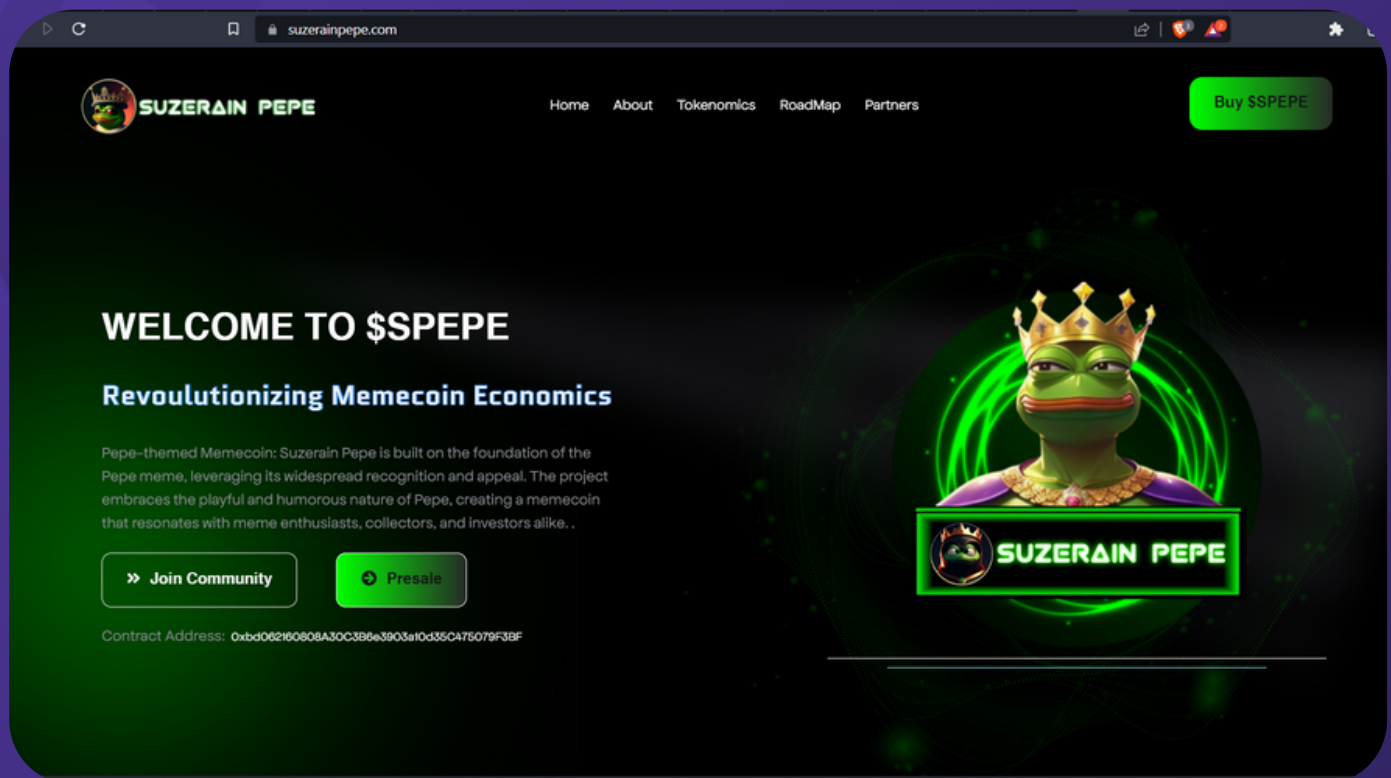 suzerainpepe.com
SUZERAIN PEPE
Home About Tokenomics RoadMap Partners
Buy $SPEPE
WELCOME TO $SPEPE
Revoulutionizing Memecoin Economics
Pepe-themed Memecoin: Suzerain Pepe is built on the foundation of the
Pepe meme, leveraging its widespread recognition and appeal. The project
embraces the playful and humorous nature of Pepe, creating a memecoin
that resonates with meme enthusiasts, collectors, and investors alike. .
Join Community
Presale
Contract Address: 0xbd062160808A30C3B6e3903a10d35C475079F3BF
SUZERAIN PEPE